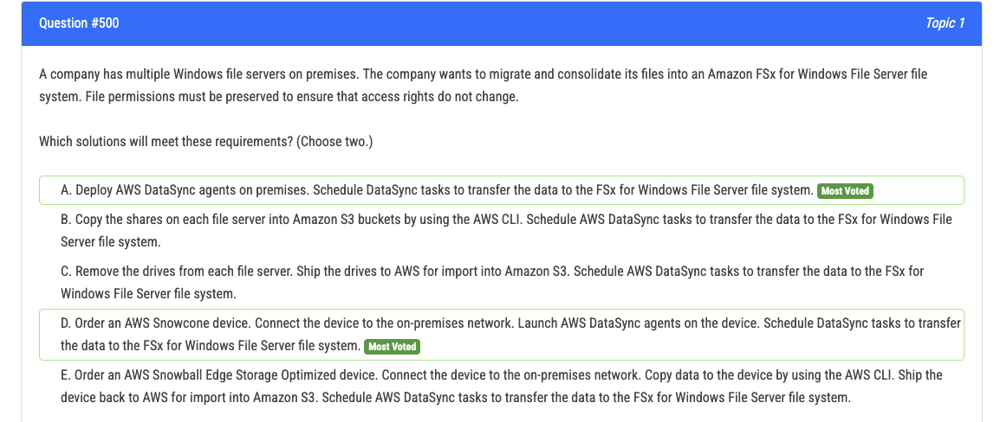 Question #500
Topic 1
A company has multiple Windows file servers on premises. The company wants to migrate and consolidate its files into an Amazon FSx for Windows File Server file
system. File permissions must be preserved to ensure that access rights do not change.
Which solutions will meet these requirements? (Choose two.)
A. Deploy AWS DataSync agents on premises. Schedule DataSync tasks to transfer the data to the FSx for Windows File Server file system. Most Voted
B. Copy the shares on each file server into Amazon S3 buckets by using the AWS CLI. Schedule AWS DataSync tasks to transfer the data to the FSx for Windows File
Server file system.
C. Remove the drives from each file server. Ship the drives to AWS for import into Amazon S3. Schedule AWS DataSync tasks to transfer the data to the FSx for
Windows File Server file system.
D. Order an AWS Snowcone device. Connect the device to the on-premises network. Launch AWS DataSync agents on the device. Schedule DataSync tasks to transfer
the data to the FSx for Windows File Server file system. Most Voted
E. Order an AWS Snowball Edge Storage Optimized device. Connect the device to the on-premises network. Copy data to the device by using the AWS CLI. Ship the
device back to AWS for import into Amazon S3. Schedule AWS DataSync tasks to transfer the data to the FSx for Windows File Server file system.